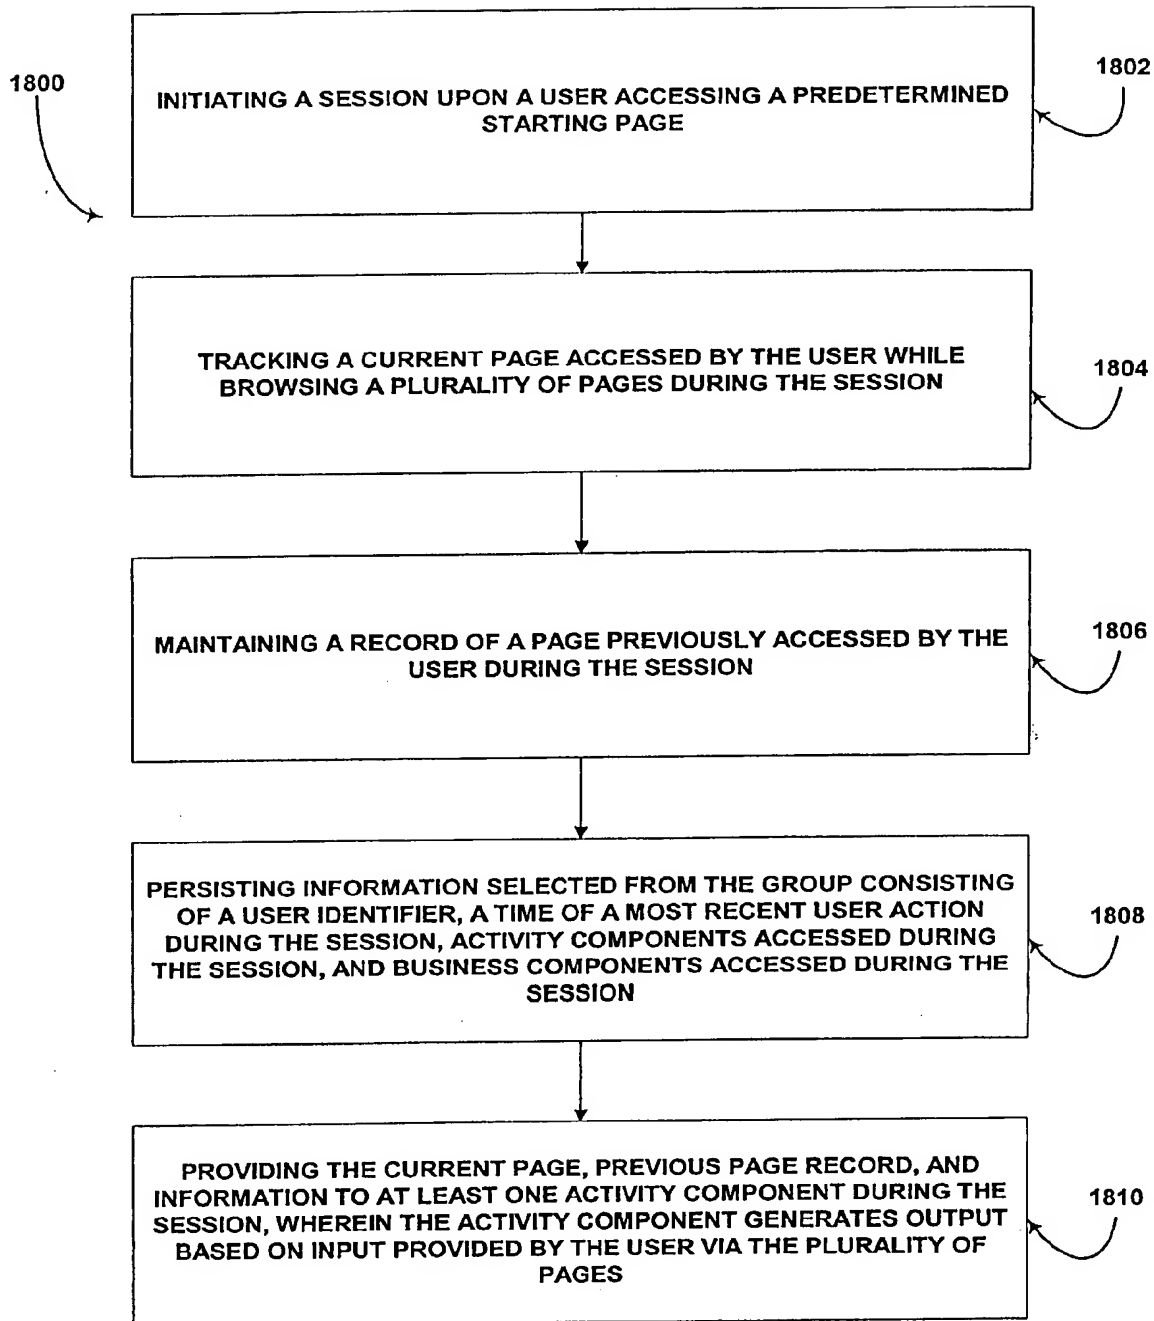 1800
1802
INITIATING A SESSION UPON A USER ACCESSING A PREDETERMINED
STARTING PAGE
TRACKING A CURRENT PAGE ACCESSED BY THE USER WHILE
BROWSING A PLURALITY OF PAGES DURING THE SESSION
1804
MAINTAINING A RECORD OF A PAGE PREVIOUSLY ACCESSED BY THE
USER DURING THE SESSION
1806
PERSISTING INFORMATION SELECTED FROM THE GROUP CONSISTING
OF A USER IDENTIFIER, A TIME OF A MOST RECENT USER ACTION
DURING THE SESSION, ACTIVITY COMPONENTS ACCESSED DURING
THE SESSION, AND BUSINESS COMPONENTS ACCESSED DURING THE
SESSION
1808
PROVIDING THE CURRENT PAGE, PREVIOUS PAGE RECORD, AND
INFORMATION TO AT LEAST ONE ACTIVITY COMPONENT DURING THE
SESSION, WHEREIN THE ACTIVITY COMPONENT GENERATES OUTPUT
BASED ON INPUT PROVIDED BY THE USER VIA THE PLURALITY OF
PAGES
1810